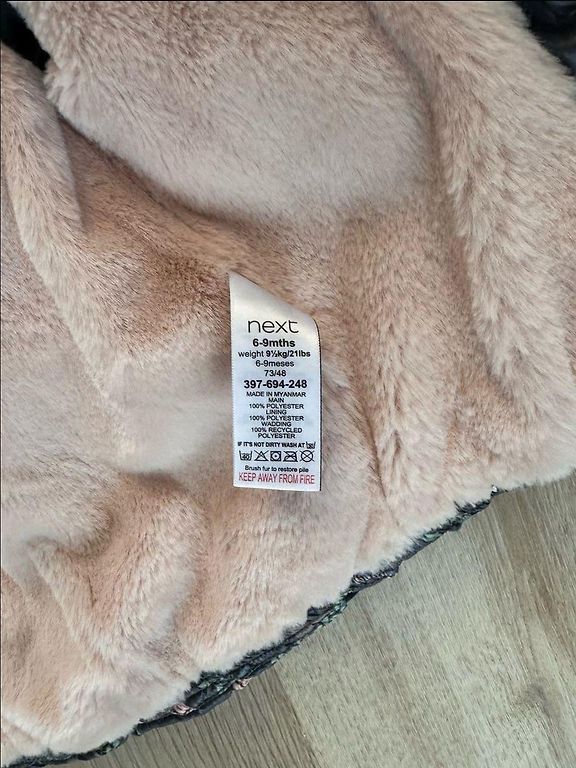 next
6-9mths
weight 9½kg/21lbs
6-9meses
73/48
397-694-248
MADE IN MYANMAR
MAIN
100% POLYESTER
LINING
100% POLYESTER
WADDING
100% RECYCLED
POLYESTER
IF IT'S NOT DIRTY WASH AT 30
40
Brush fur to restore pile
KEEP AWAY FROM FIRE